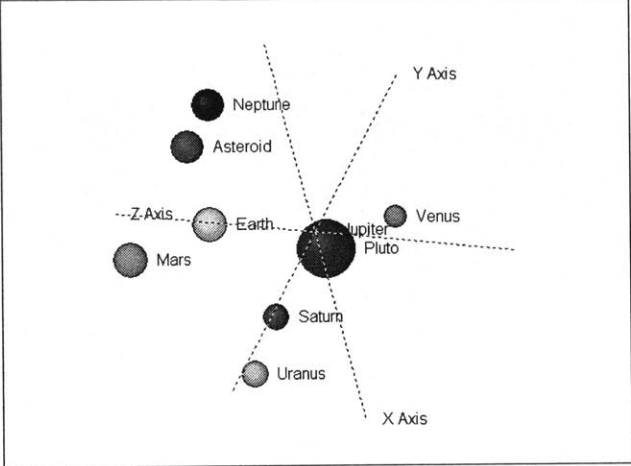 Y Axis
Neptune
Asteroid
Z Axis
Earth
Venus
Jupiter
Pluto
Mars
Saturn
Uranus
X Axis